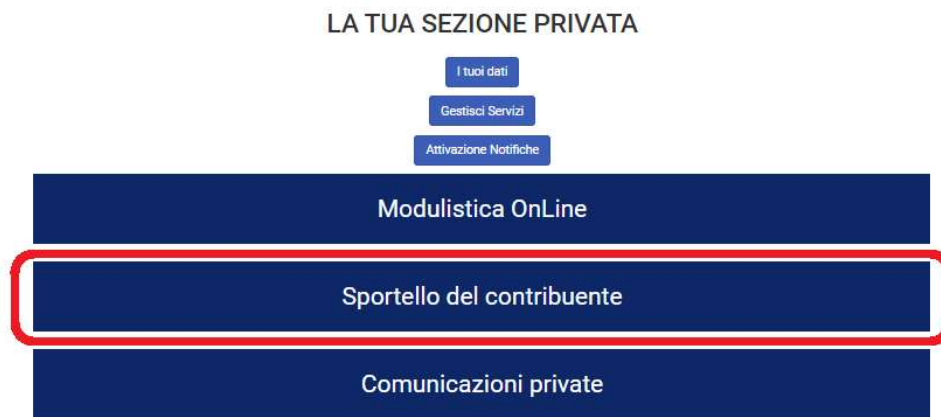 LA TUA SEZIONE PRIVATA
I tuoi dati
Gestisci Servizi
Attivazione Notifiche
Modulistica OnLine
Sportello del contribuente
Comunicazioni private